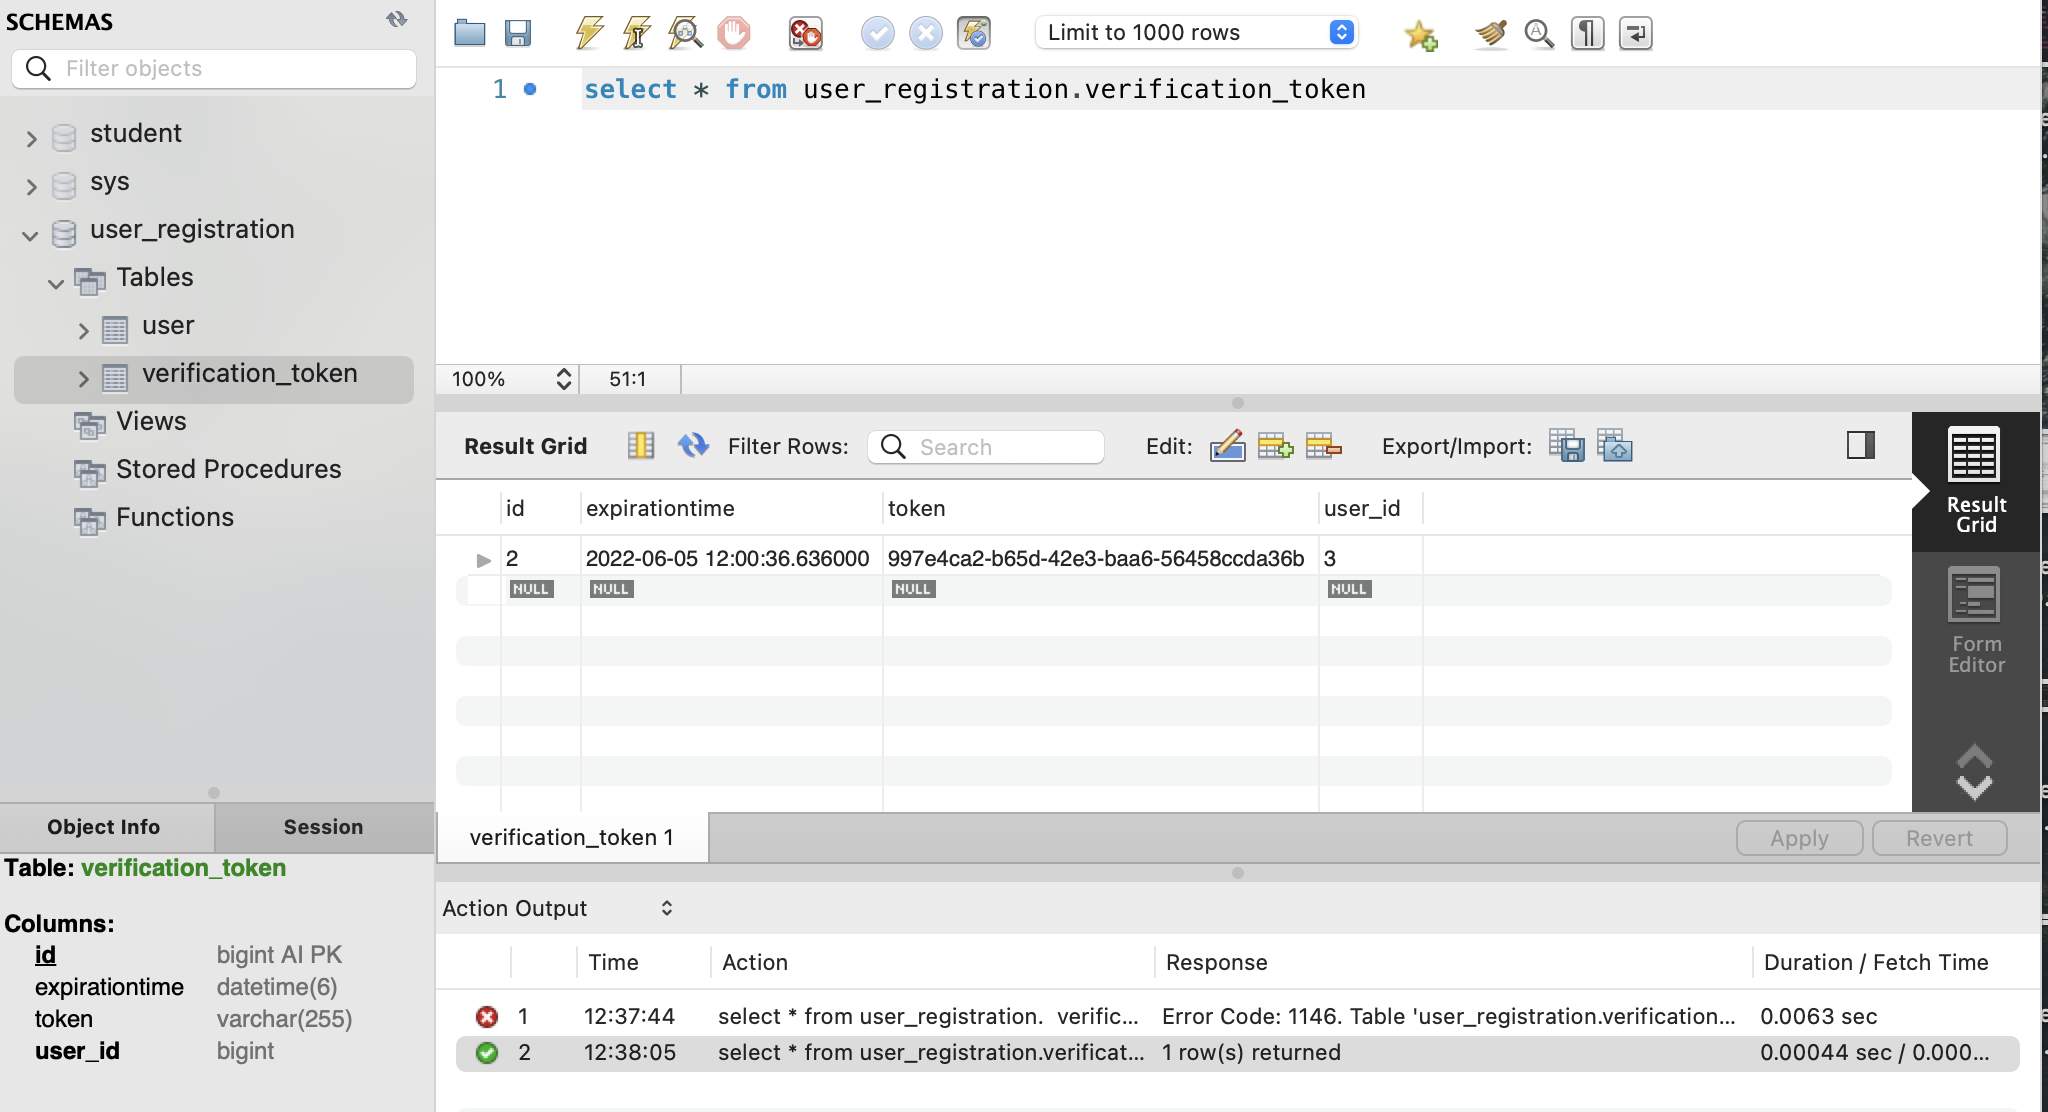 SCHEMAS
Filter objects
student
sys
user_registration
Tables
user
verification_token
Views
Stored Procedures
Functions
Object Info Session
Table: verification_token
Columns:
id bigint AI PK
expirationtime datetime(6)
token varchar(255)
user_id bigint
Limit to 1000 rows
1 select * from user_registration.verification_token
100% 51:1
Result Grid Filter Rows: Search Edit: Export/Import:
id expirationtime token user_id
2 2022-06-05 12:00:36.636000 997e4ca2-b65d-42e3-baa6-56458ccda36b 3
NULL NULL NULL NULL
Result
Grid
Form
Editor
verification_token 1 Apply Revert
Action Output
Time Action Response Duration / Fetch Time
1 12:37:44 select * from user_registration. verific... Error Code: 1146. Table 'user_registration.verification... 0.0063 sec
2 12:38:05 select * from user_registration.verificat... 1 row(s) returned 0.00044 sec / 0.000...